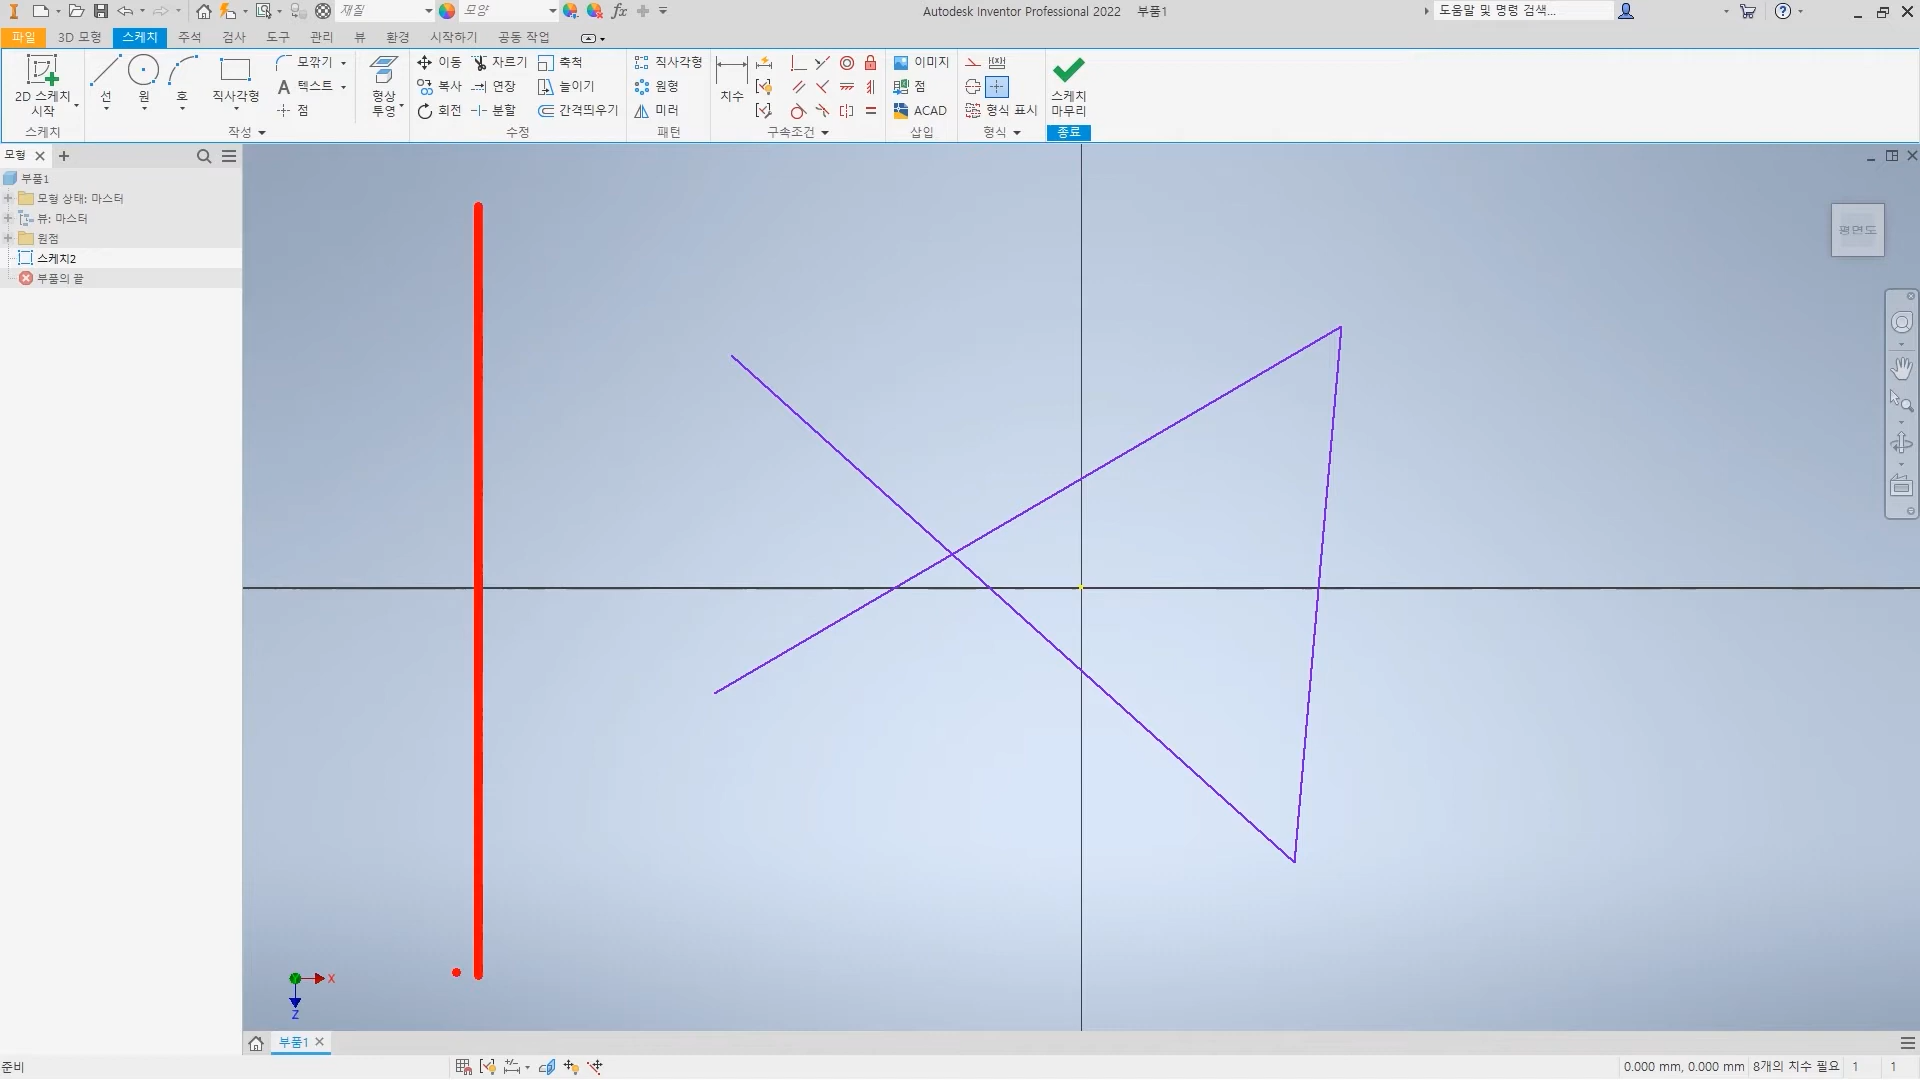 재질
모양
fx
Autodesk Inventor Professional 2022 부품1
도움말 및 명령 검색...
파일 3D 모형 스케치 주석 검사 도구 관리 뷰 환경 시작하기 공동 작업
2D 스케치
시작
스케치
선 원 호 직사각형
모깎기
텍스트
점
작성
형상
투영
이동 자르기 축척
복사 연장 늘이기
회전 분할 간격띄우기
수정
직사각형
원형
미러
패턴
치수
구속조건
이미지
점
ACAD
삽입
형식 표시
형식
스케치
마무리
종료
모형
부품1
모형 상태: 마스터
뷰: 마스터
원점
스케치2
부품의 끝
평면도
X
Z
부품1
준비
0.000 mm, 0.000 mm 8개의 치수 필요 1 1